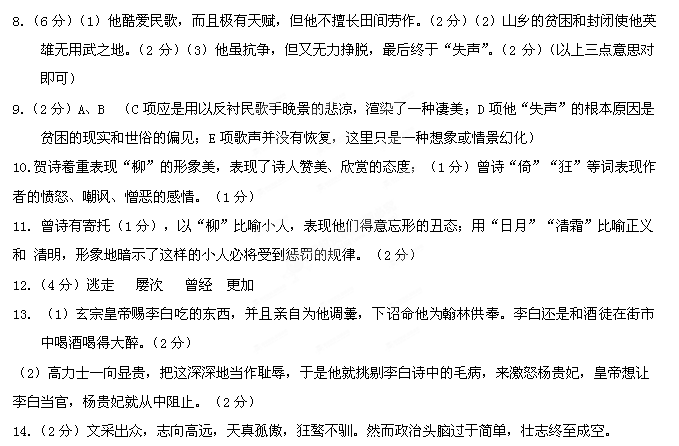 8.（6分）（1）他酷爱民歌，而且极有天赋，但他不擅长田间劳作。（2分）（2）山乡的贫困和封闭使他英
雄无用武之地。（2分）（3）他虽抗争，但又无力挣脱，最后终于“失声”。（2分）（以上三点意思对
即可）
9.（2分）A、B （C项应是用以反衬民歌手晚景的悲凉，渲染了一种凄美；D项他“失声”的根本原因是
贫困的现实和世俗的偏见；E项歌声并没有恢复，这里只是一种想象或情景幻化）
10.贺诗着重表现“柳”的形象美，表现了诗人赞美、欣赏的态度；（1分）曾诗“倚”“狂”等词表现作
者的愤怒、嘲讽、憎恶的感情。（1分）
11. 曾诗有寄托（1分），以“柳”比喻小人，表现他们得意忘形的丑态；用“日月”“清霜”比喻正义
和 清明，形象地暗示了这样的小人必将受到惩罚的规律。（2分）
12.（4分）逃走 屡次 曾经 更加
13. （1）玄宗皇帝赐李白吃的东西，并且亲自为他调羹，下诏命他为翰林供奉。李白还是和酒徒在街市
中喝酒喝得大醉。（2分）
（2）高力士一向显贵，把这深深地当作耻辱，于是他就挑剔李白诗中的毛病，来激怒杨贵妃，皇帝想让
李白当官，杨贵妃就从中阻止。（2分）
14.（2分）文采出众，志向高远，天真孤傲，狂骜不驯。然而政治头脑过于简单，壮志终至成空。